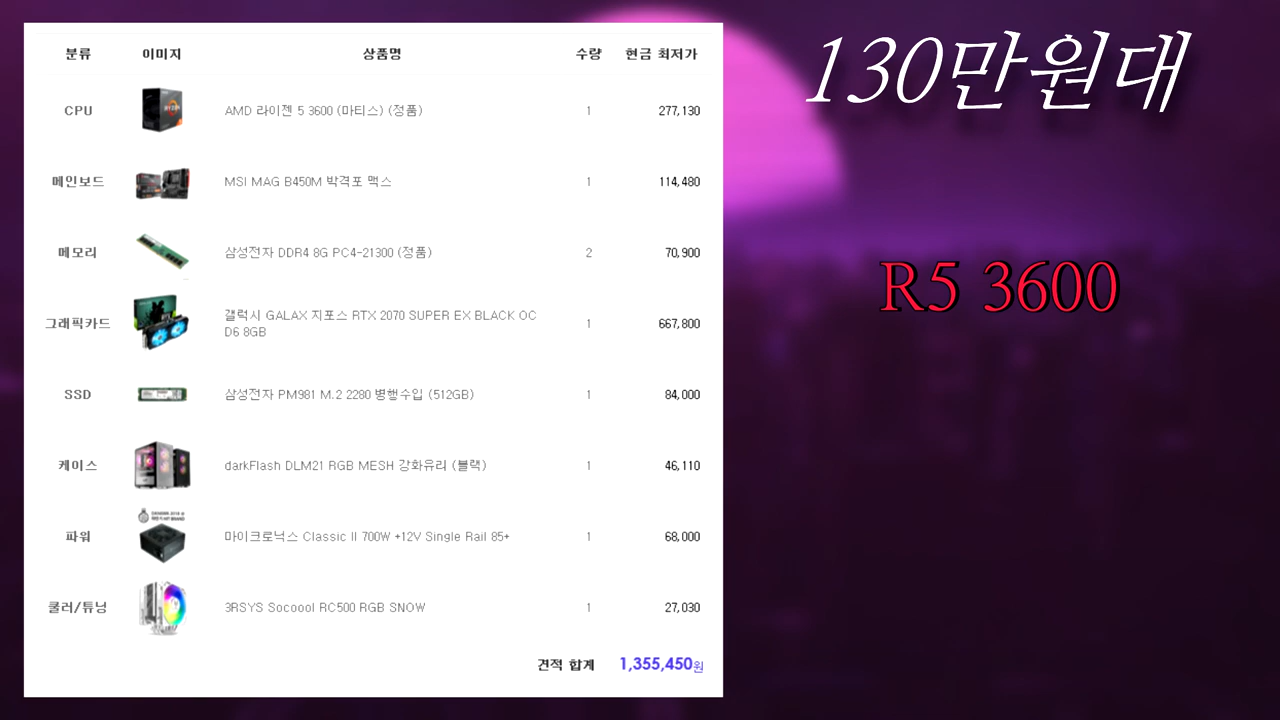 130만원대
R5 3600
분류 이미지 상품명 수량 현금 최저가
CPU AMD 라이젠 5 3600 (마티스) (정품) 1 277,130
메인보드 MSI MAG B450M 박격포 맥스 1 114,480
메모리 삼성전자 DDR4 8G PC4-21300 (정품) 2 70,900
그래픽카드 갤럭시 GALAX 지포스 RTX 2070 SUPER EX BLACK OC
D6 8GB 1 667,800
SSD 삼성전자 PM981 M.2 2280 병행수입 (512GB) 1 84,000
케이스 darkFlash DLM21 RGB MESH 강화유리 (블랙) 1 46,110
파워 마이크로닉스 Classic II 700W +12V Single Rail 85+ 1 68,000
쿨러/튜닝 3RSYS Socoool RC500 RGB SNOW 1 27,030
견적 합계 1,355,450원